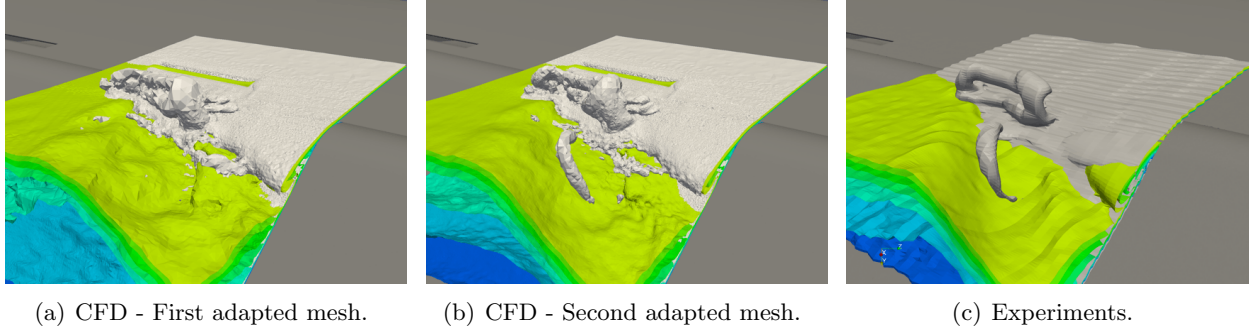 (a) CFD - First adapted mesh.
(b) CFD - Second adapted mesh.
(c) Experiments.
X
Z
Y